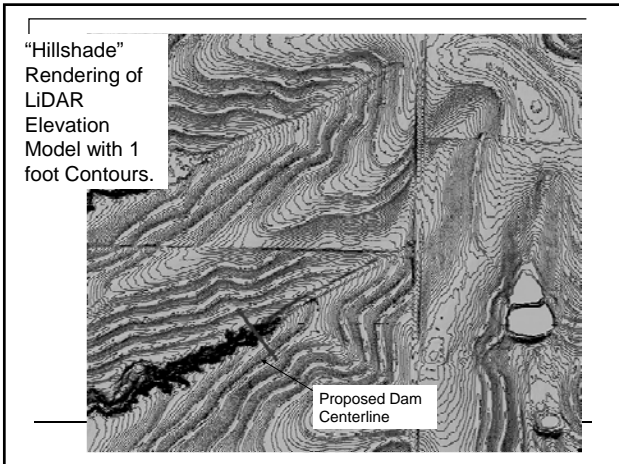 “Hillshade”
Rendering of
LiDAR
Elevation
Model with 1
foot Contours.
Proposed Dam
Centerline